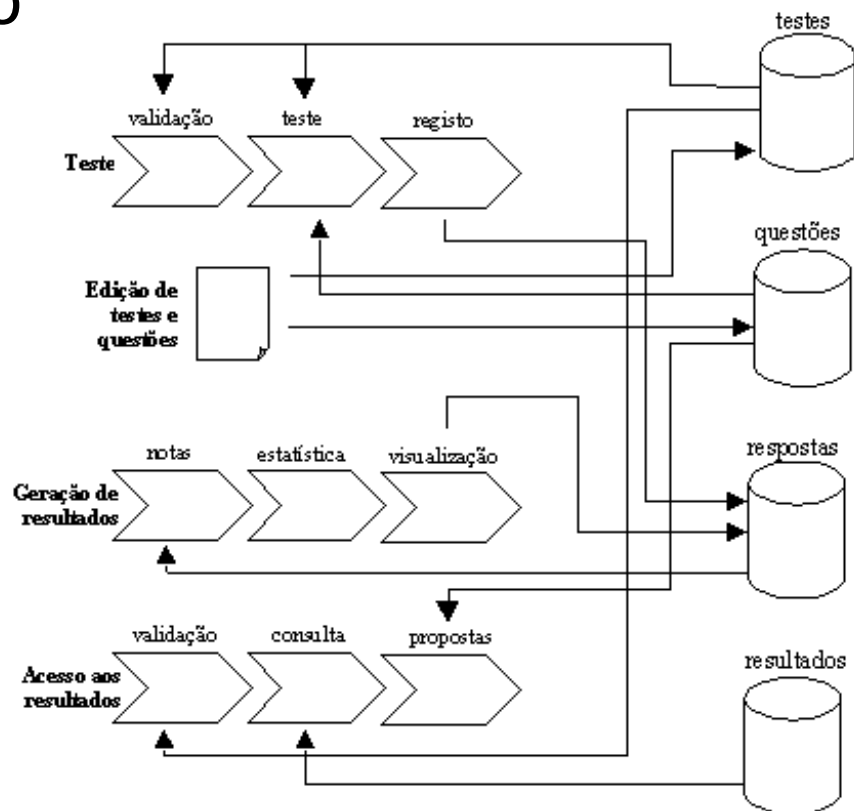 testes
validação
teste
registo
Teste
questões
Edição de
testes e
questões
notas
estatística
visualização
respostas
Geração de
resultados
validação
consulta
propostas
resultados
Acesso aos
resultados